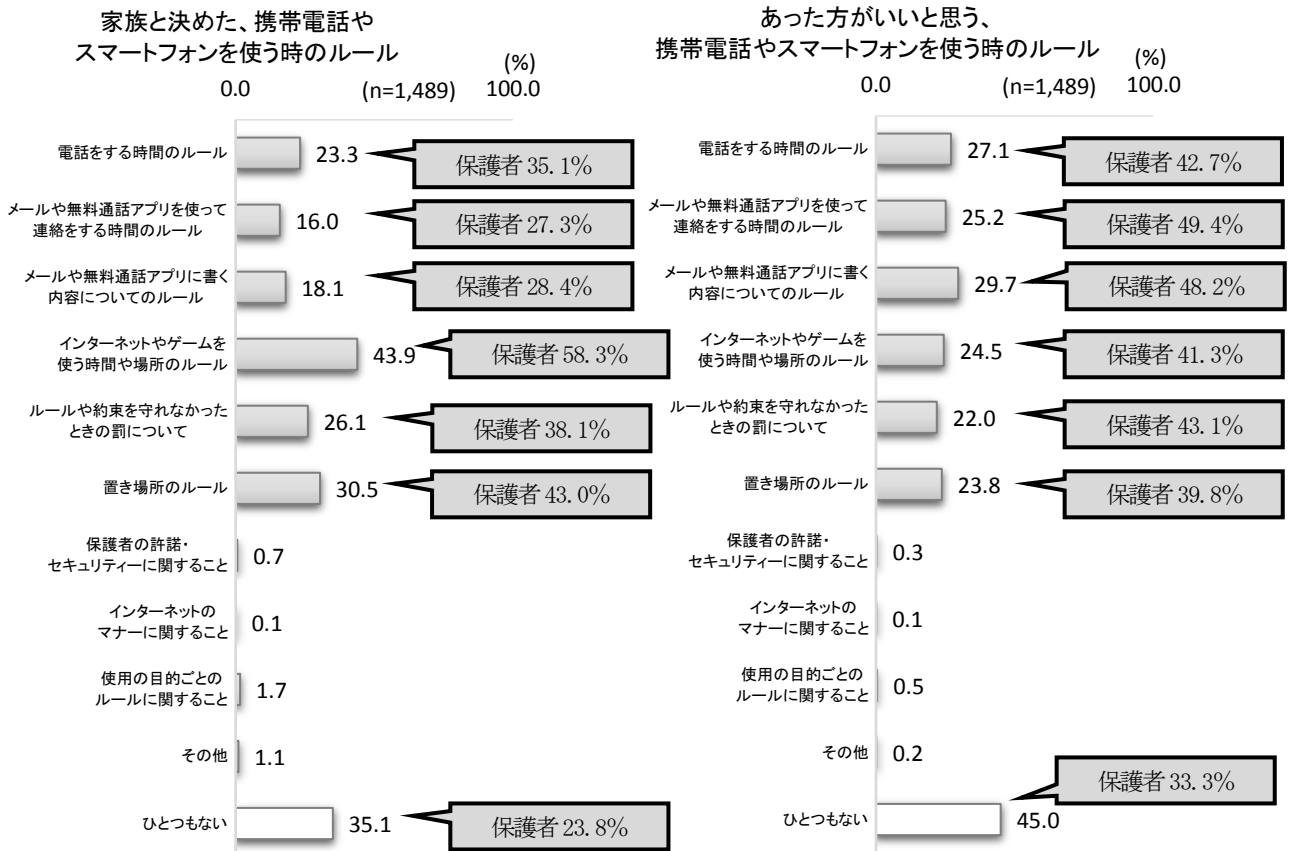 家族と決めた、携帯電話や
スマートフォンを使う時のルール
(%)
0.0 (n=1,489) 100.0
電話をする時間のルール 23.3 保護者 35.1%
メールや無料通話アプリを使って
連絡をする時間のルール 16.0 保護者 27.3%
メールや無料通話アプリに書く
内容についてのルール 18.1 保護者 28.4%
インターネットやゲームを
使う時間や場所のルール 43.9 保護者 58.3%
ルールや約束を守れなかった
ときの罰について 26.1 保護者 38.1%
置き場所のルール 30.5 保護者 43.0%
保護者の許諾・
セキュリティーに関すること 0.7
インターネットの
マナーに関すること 0.1
使用の目的ごとの
ルールに関すること 1.7
その他 1.1
ひとつもない 35.1 保護者 23.8%
あった方がいいと思う、
携帯電話やスマートフォンを使う時のルール
(%)
0.0 (n=1,489) 100.0
電話をする時間のルール 27.1 保護者 42.7%
メールや無料通話アプリを使って
連絡をする時間のルール 25.2 保護者 49.4%
メールや無料通話アプリに書く
内容についてのルール 29.7 保護者 48.2%
インターネットやゲームを
使う時間や場所のルール 24.5 保護者 41.3%
ルールや約束を守れなかった
ときの罰について 22.0 保護者 43.1%
置き場所のルール 23.8 保護者 39.8%
保護者の許諾・
セキュリティーに関すること 0.3
インターネットの
マナーに関すること 0.1
使用の目的ごとの
ルールに関すること 0.5
その他 0.2
ひとつもない 45.0 保護者 33.3%